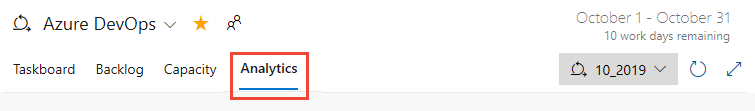 Azure DevOps
October 1 - October 31
10 work days remaining
Taskboard Backlog Capacity Analytics
10_2019